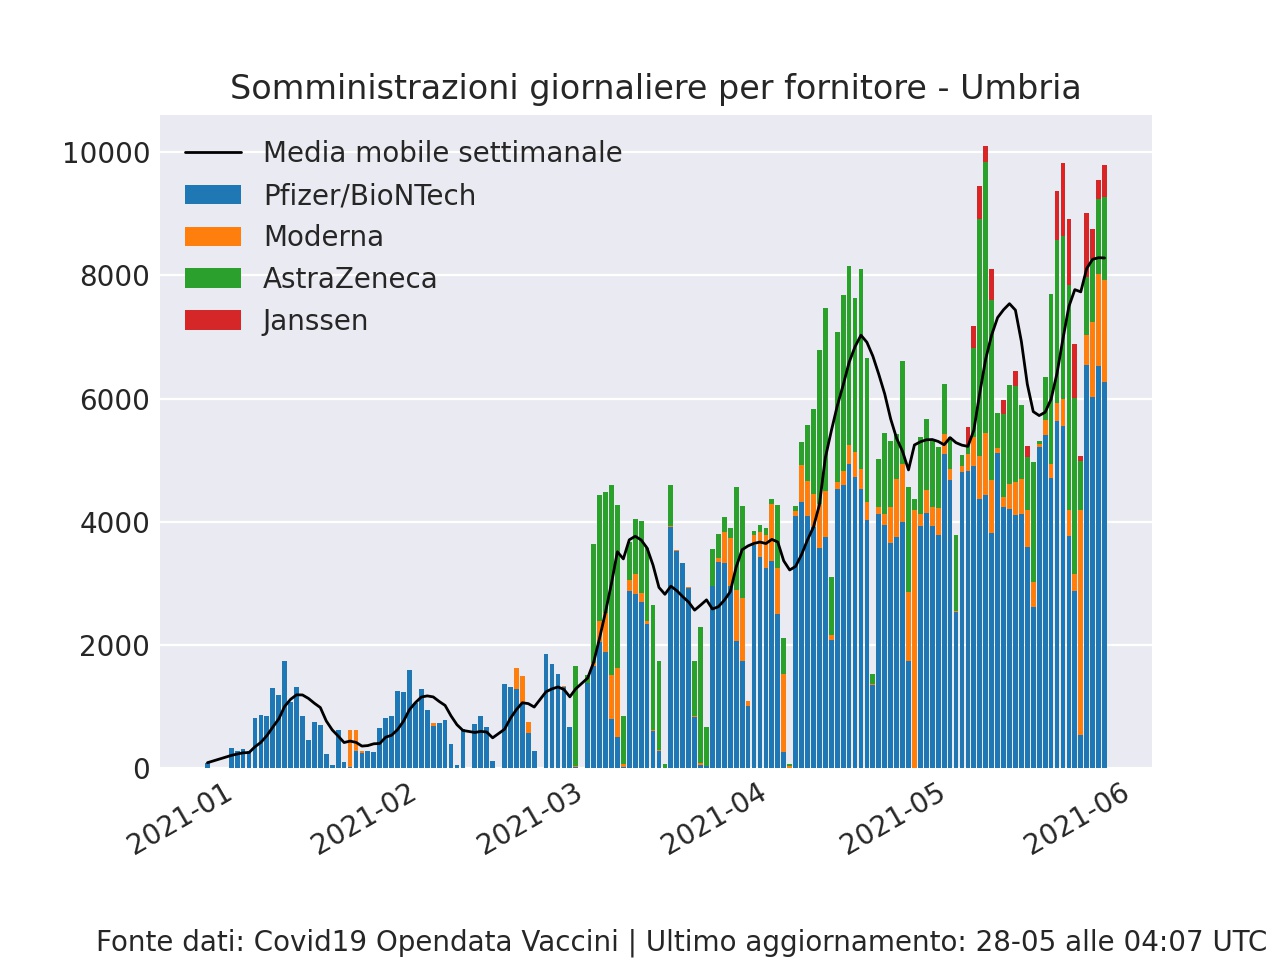 Somministrazioni giornaliere per fornitore - Umbria
Media mobile settimanale
Pfizer/BioNTech
Moderna
AstraZeneca
Janssen
10000
8000
6000
4000
2000
0
2021-01
2021-02
2021-03
2021-04
2021-05
2021-06
Fonte dati: Covid19 Opendata Vaccini | Ultimo aggiornamento: 28-05 alle 04:07 UTC